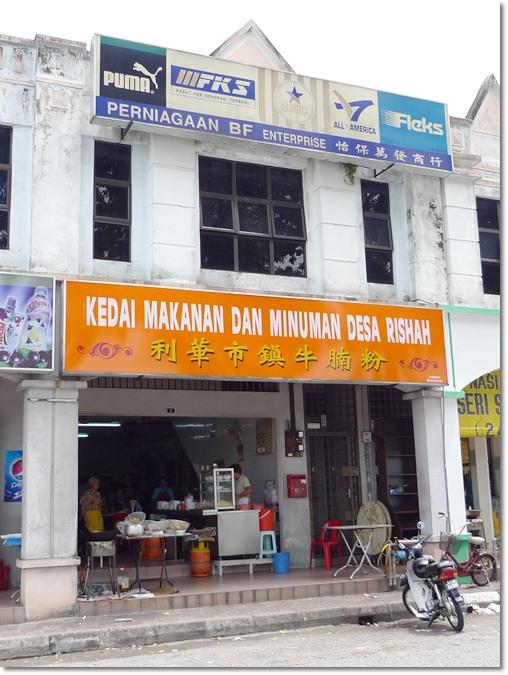 PUMA
FKS
ALL AMERICA
Fleks
PERNIAGAAN BF ENTERPRISE 怡保萬發商行
KEDAI MAKANAN DAN MINUMAN DESA RISHAH
利華市鎮牛腩粉
NASI
SERI
pepsi